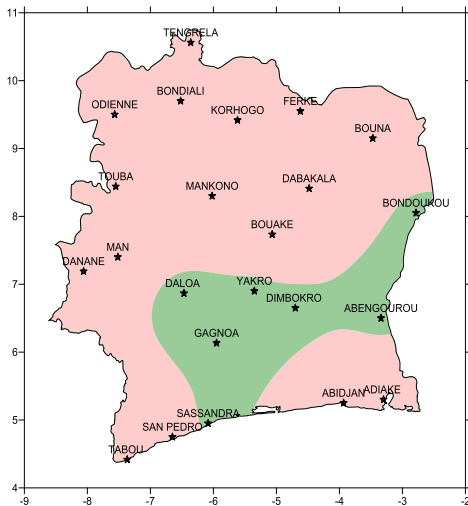 11
TENGRELA
10
BONDIALI
ODIENNE
FERKE
KORHOGO
BOUNA
9
TOUBA
DABAKALA
MANKONO
BONDOUKOU
8
BOUAKE
MAN
DANANE
7
DALOA
YAKRO
DIMBOKRO
ABENGOUROU
GAGNOA
6
ABIDJAN
ADIAKE
SASSANDRA
5
SAN PEDRO
TABOU
4
-9 -8 -7 -6 -5 -4 -3 -2